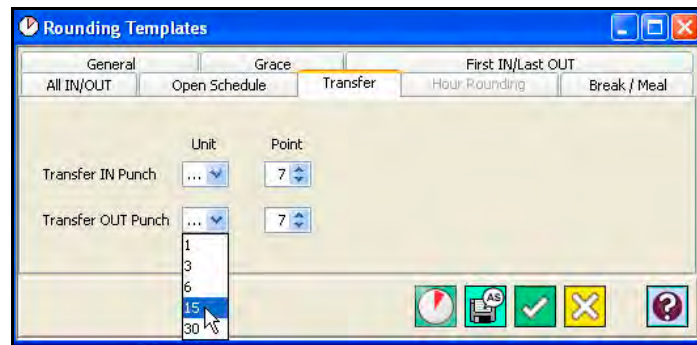 Rounding Templates
General Grace First IN/Last OUT
All IN/OUT Open Schedule Transfer Hour Rounding Break / Meal
Unit Point
Transfer IN Punch ... 7
Transfer OUT Punch ... 7
1
3
6
15
30
AS
?